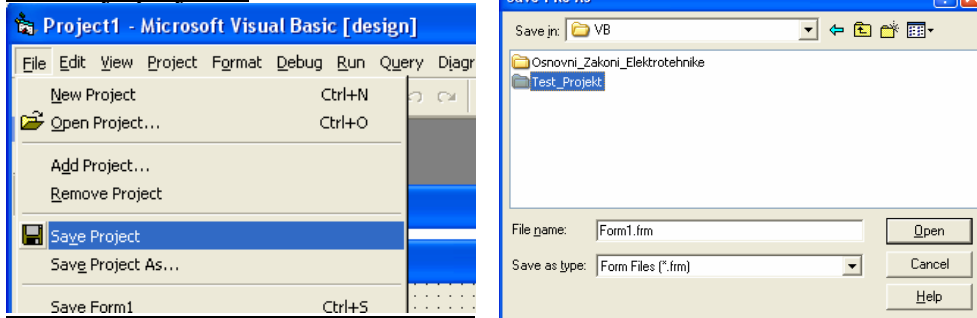 Project1 - Microsoft Visual Basic [design]
File Edit View Project Format Debug Run Query Diagr
New Project Ctrl+N
Open Project... Ctrl+O
Add Project...
Remove Project
Save Project
Save Project As...
Save Form1 Ctrl+S
Save in: VB
Osnovni_Zakoni_Elektrotehnike
Test_Projekt
File name: Form1.frm Open
Save as type: Form Files (*.frm) Cancel
Help